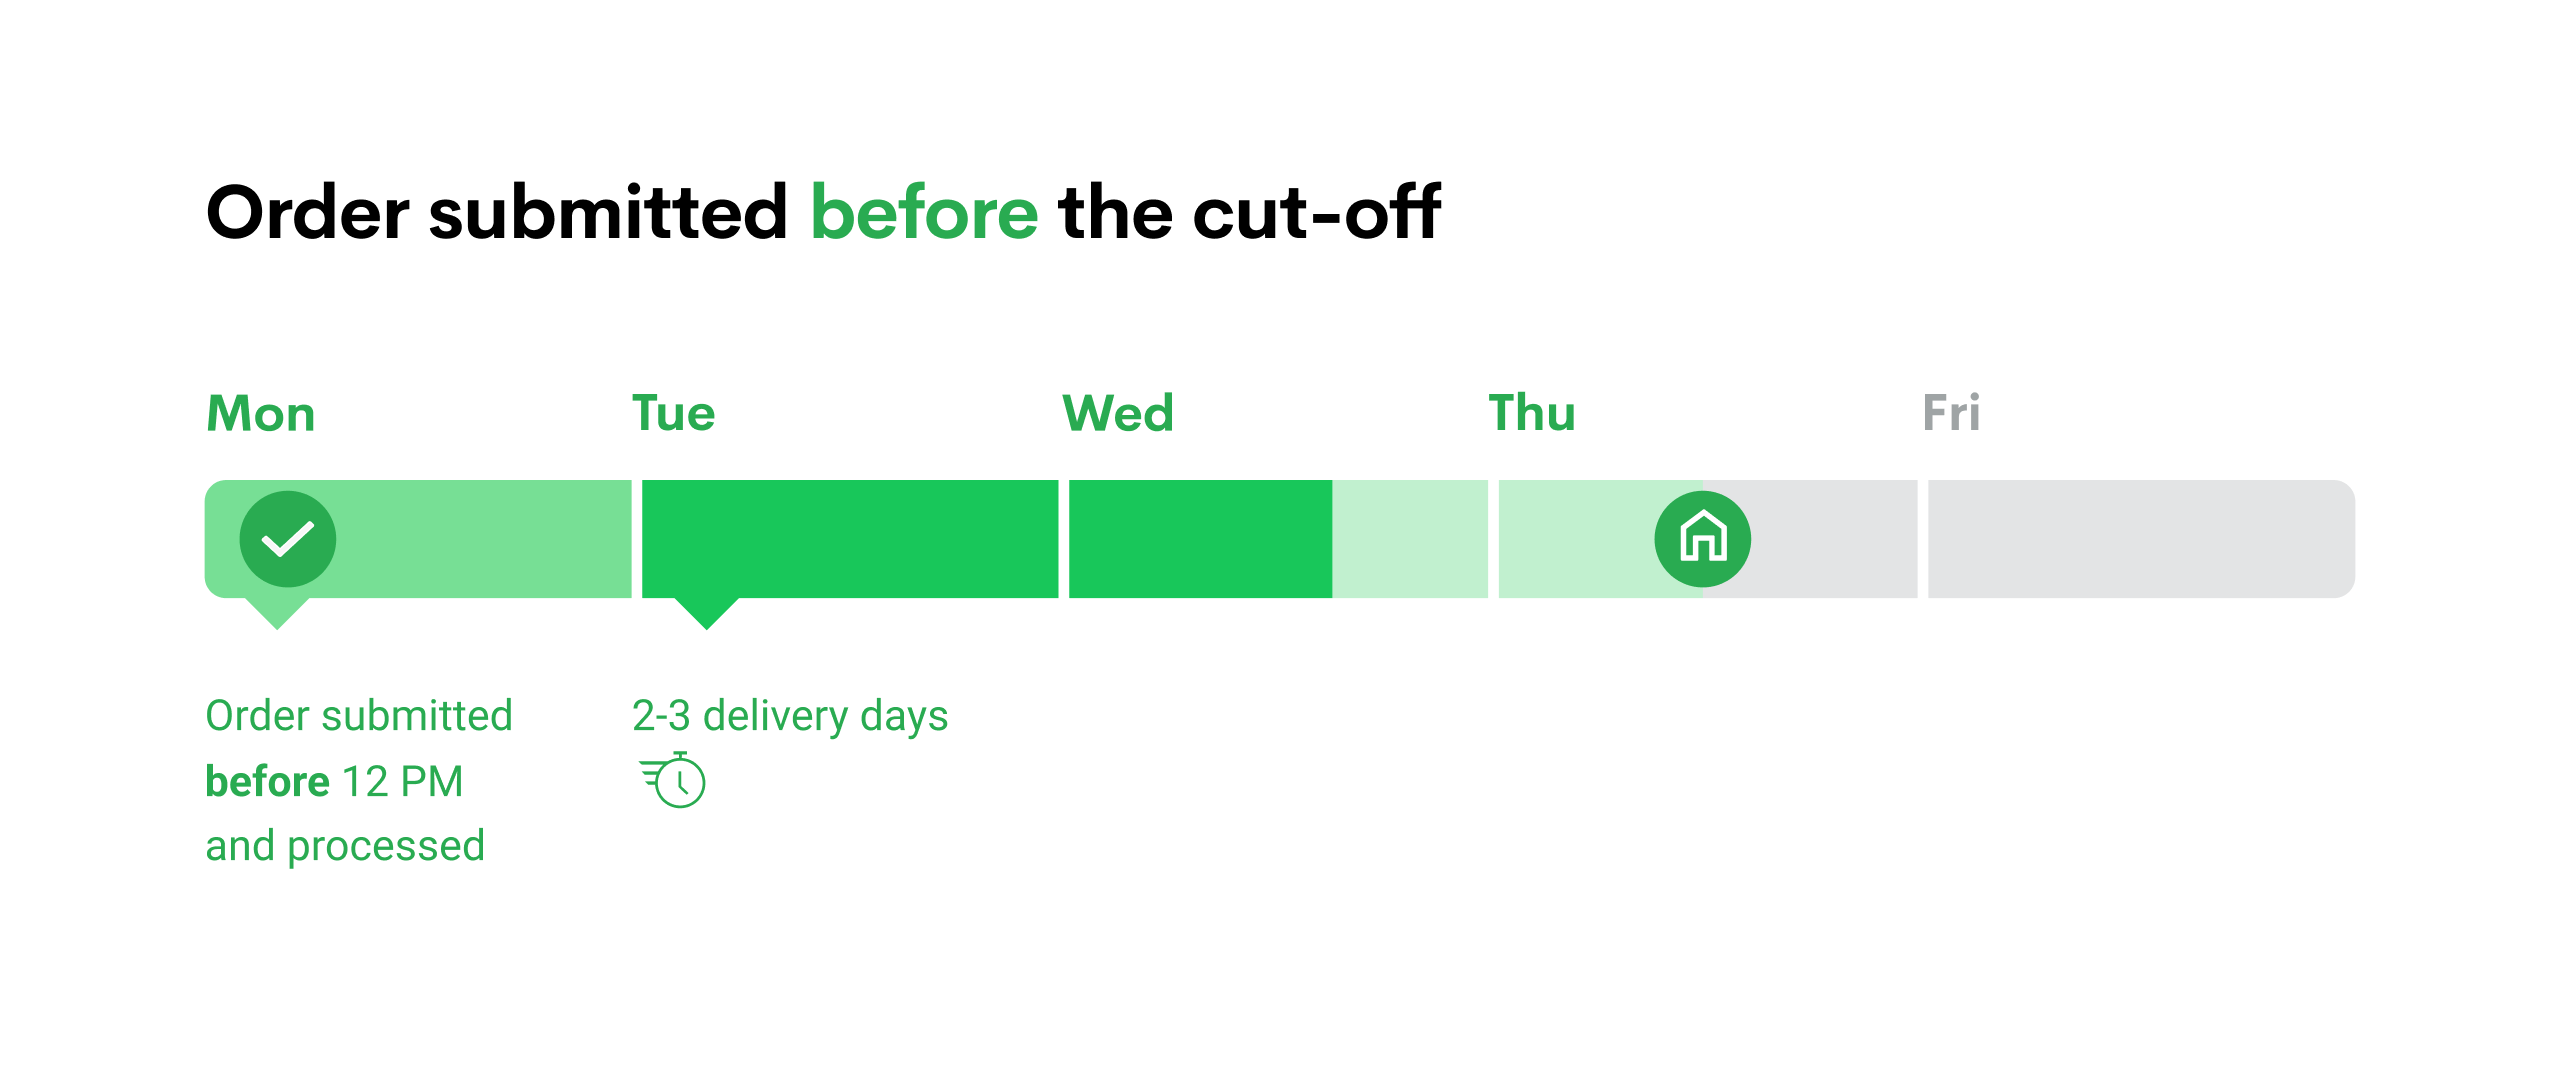 Order submitted before the cut-off
Mon Tue Wed Thu Fri
Order submitted
before 12 PM
and processed
2-3 delivery days